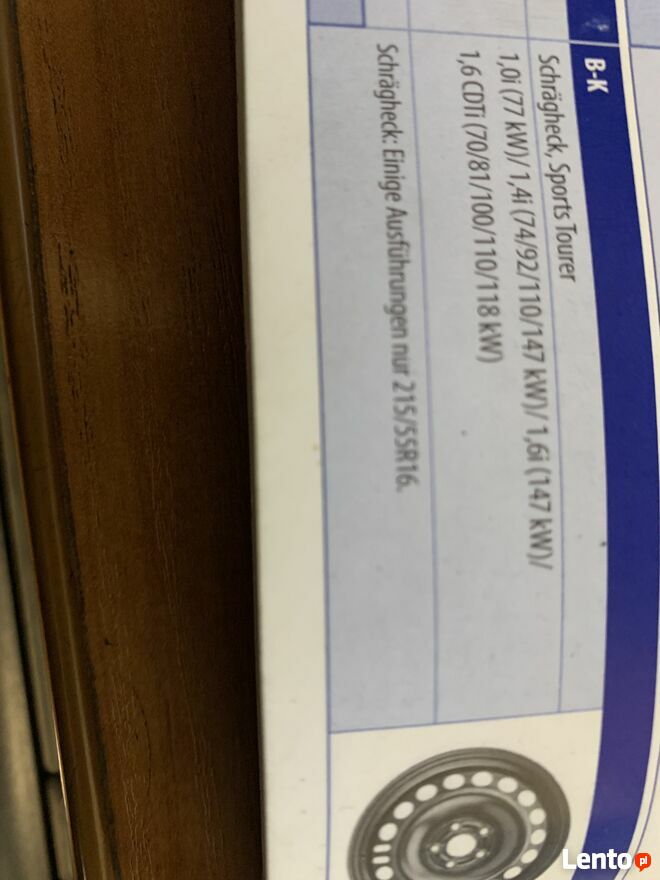 B-K
Schrägheck, Sports Tourer
1,0i (77 kW)/ 1,4i (74/92/110/147 kW)/ 1,6i (147 kW)/
1,6 CDTi (70/81/100/110/118 kW)
Schrägheck: Einige Ausführungen nur 215/55R16.
Lento.pl